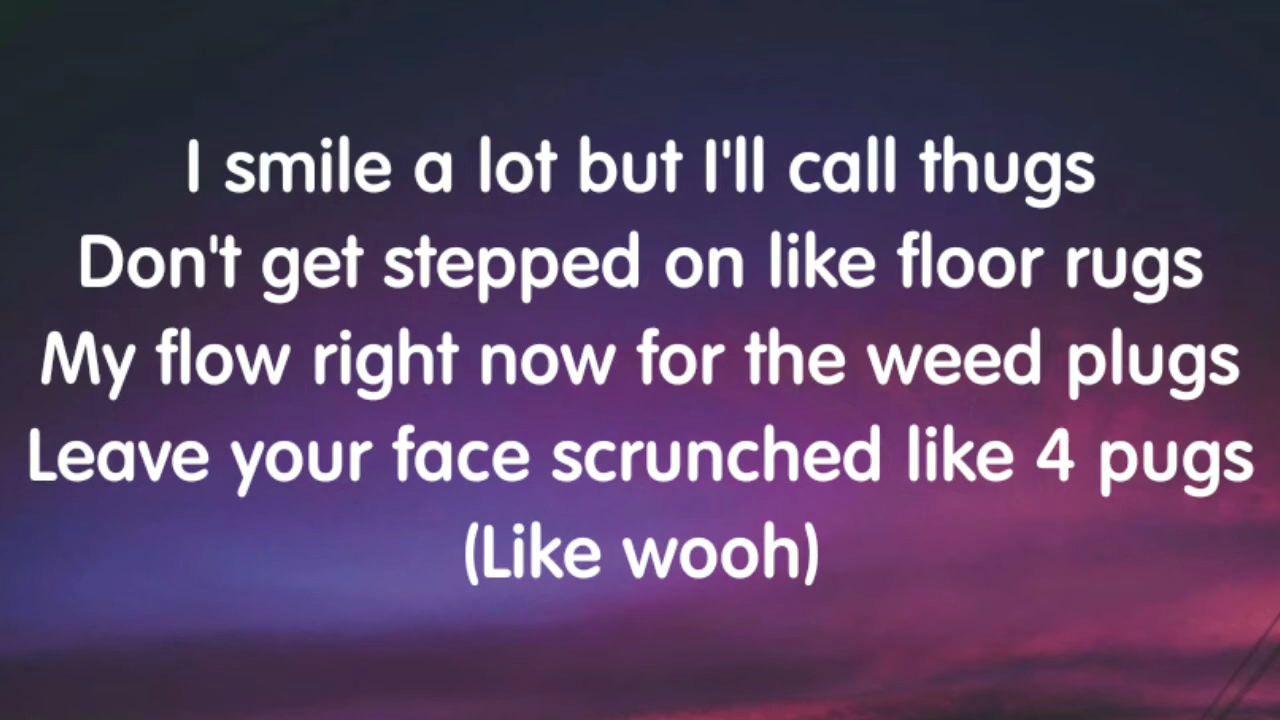 I smile a lot but I'll call thugs
Don't get stepped on like floor rugs
My flow right now for the weed plugs
Leave your face scrunched like 4 pugs
(Like wooh)